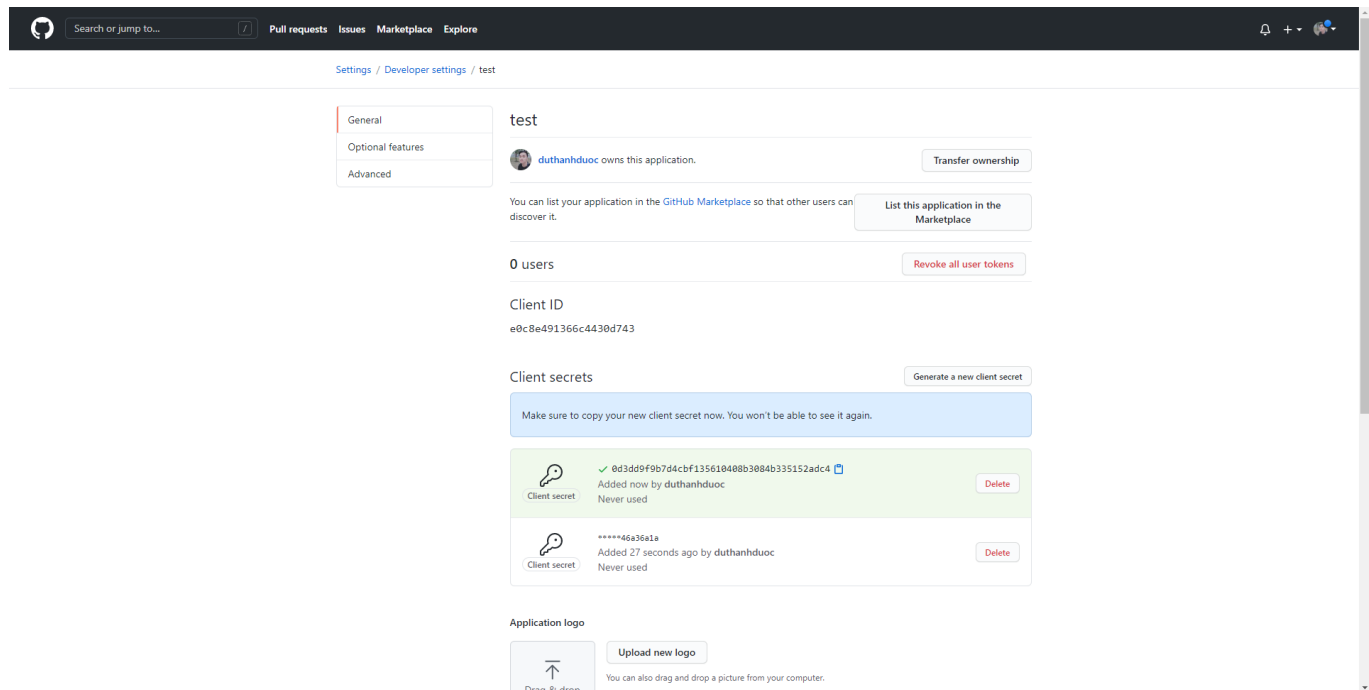 Search or jump to... /
Pull requests
Issues
Marketplace
Explore
Settings / Developer settings / test
General
Optional features
Advanced
test
duthanhduoc owns this application.
Transfer ownership
You can list your application in the GitHub Marketplace so that other users can
discover it.
List this application in the
Marketplace
0 users
Revoke all user tokens
Client ID
e0c8e491366c4430d743
Client secrets
Generate a new client secret
Make sure to copy your new client secret now. You won't be able to see it again.
Client secret
0d3dd9f9b7d4cbf135610408b3084b335152adc4
Added now by duthanhduoc
Never used
Delete
Client secret
*****46a36a1a
Added 27 seconds ago by duthanhduoc
Never used
Delete
Application logo
Drag & drop
Upload new logo
You can also drag and drop a picture from your computer.